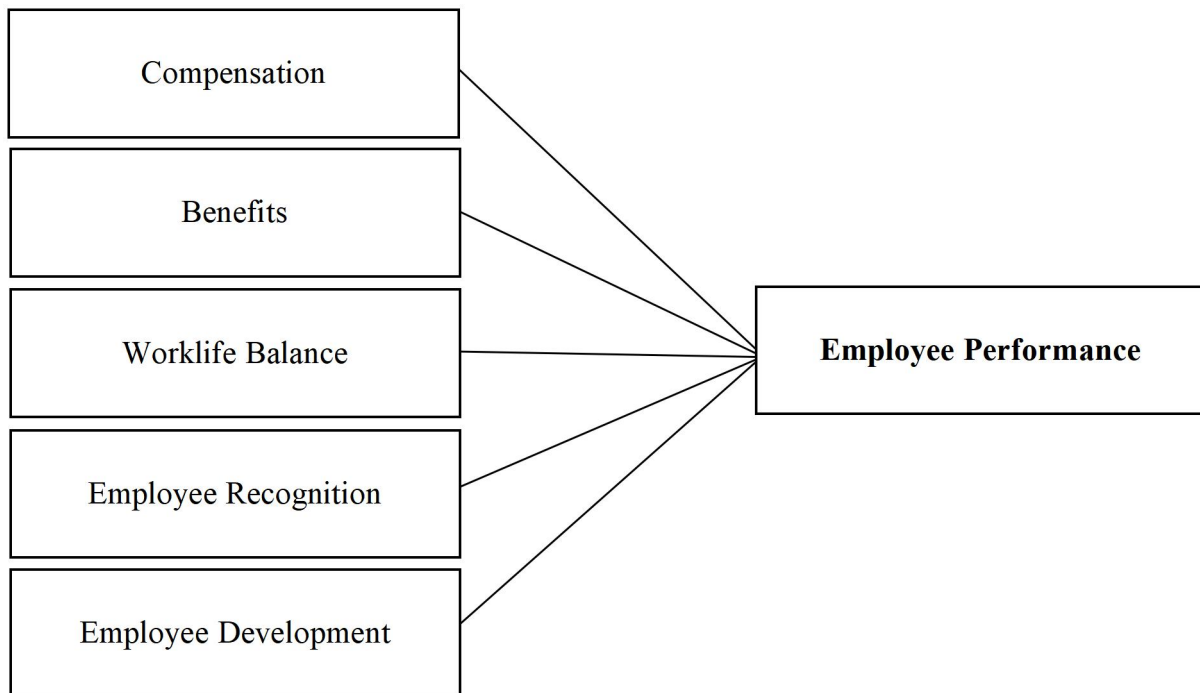 Compensation
Benefits
Worklife Balance
Employee Performance
Employee Recognition
Employee Development